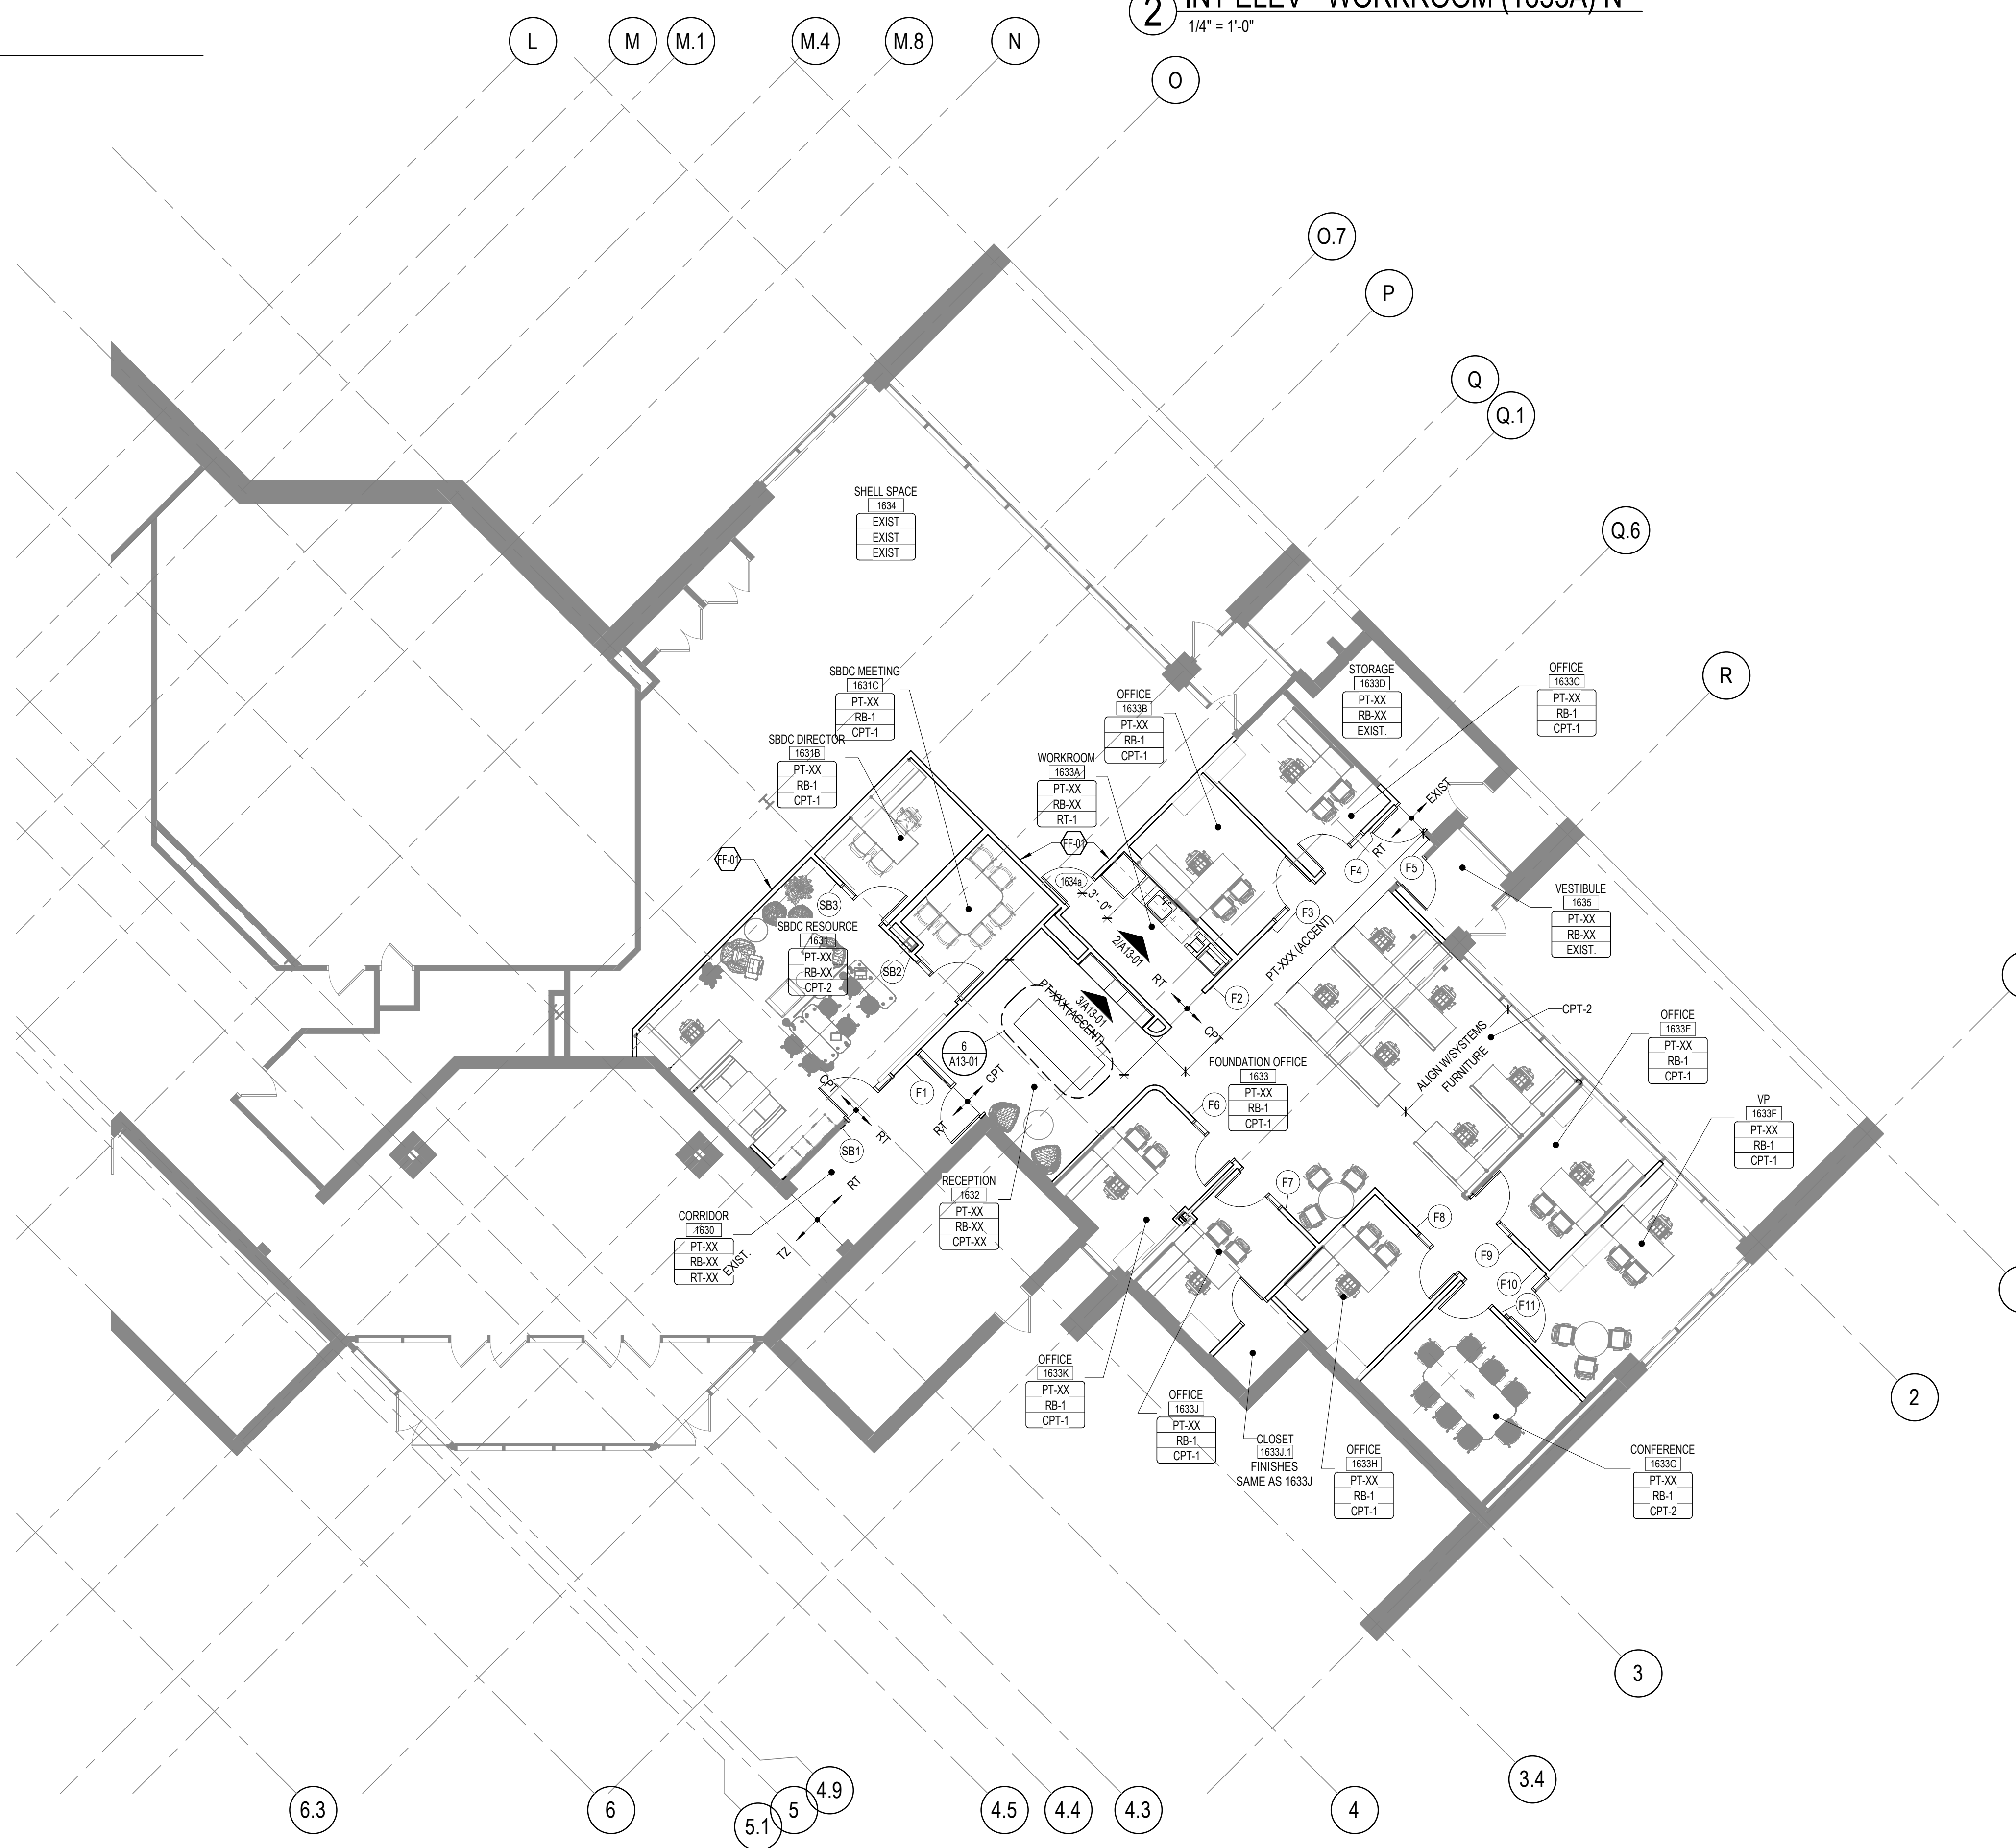 2 INT ELEV - WORKROOM (1633A) N
1/4" = 1'-0"
L
M
M.1
M.4
M.8
N
O
O.7
P
Q
Q.1
Q.6
R
SHELL SPACE
1634
EXIST
EXIST
EXIST
SBDC MEETING
1631C
PT-XX
RB-1
CPT-1
SBDC DIRECTOR
1631B
PT-XX
RB-1
CPT-1
OFFICE
1633B
PT-XX
RB-1
CPT-1
WORKROOM
1633A
PT-XX
RB-XX
RT-1
STORAGE
1633D
PT-XX
RB-XX
EXIST.
OFFICE
1633C
PT-XX
RB-1
CPT-1
EXIST
RT
F4
F5
FF-01
FF-01
1634a
3' - 0"
SB3
SBDC RESOURCE
1631
PT-XX
RB-XX
CPT-2
SB2
2/A13-01
RT
CPT
F3
PT-XXX (ACCENT)
F2
VESTIBULE
1635
PT-XX
RB-XX
EXIST.
3/A13-01
PT-XXX (ACCENT)
6
A13-01
CPT-2
ALIGN W/SYSTEMS
FURNITURE
OFFICE
1633E
PT-XX
RB-1
CPT-1
FOUNDATION OFFICE
1633
PT-XX
RB-1
CPT-1
VP
1633F
PT-XX
RB-1
CPT-1
CPT
RT
F1
CPT
RT
F6
SB1
RT
TZ
EXIST.
CORRIDOR
1630
PT-XX
RB-XX
RT-XX
RECEPTION
1632
PT-XX
RB-XX
CPT-XX
F7
F8
F9
F10
F11
OFFICE
1633K
PT-XX
RB-1
CPT-1
OFFICE
1633J
PT-XX
RB-1
CPT-1
CLOSET
1633J.1
FINISHES
SAME AS 1633J
OFFICE
1633H
PT-XX
RB-1
CPT-1
CONFERENCE
1633G
PT-XX
RB-1
CPT-2
2
3
3.4
4
4.3
4.4
4.5
4.9
5
5.1
6
6.3